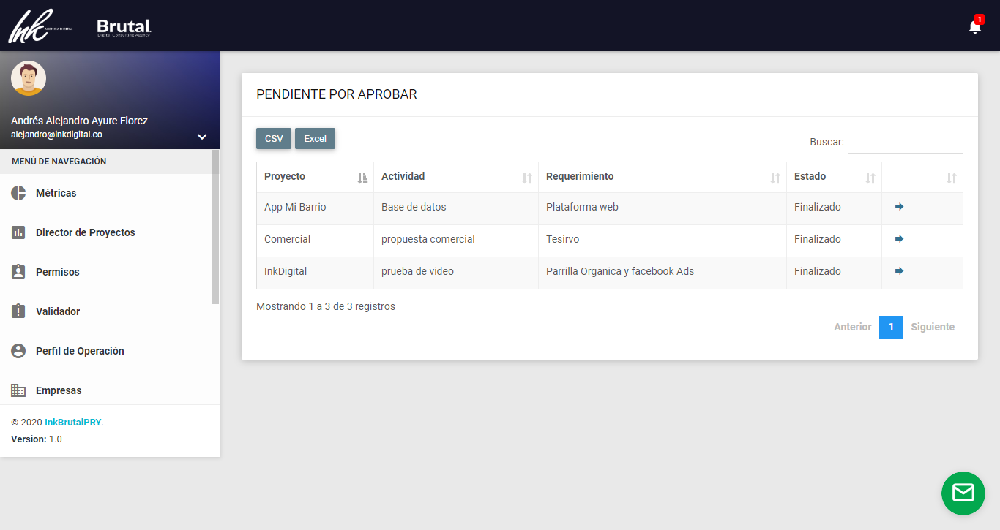 Ink AGENCIA DIGITAL
Brutal.
Digital Consulting Agency
1
Andrés Alejandro Ayure Florez
alejandro@inkdigital.co
MENÚ DE NAVEGACIÓN
Métricas
Director de Proyectos
Permisos
Validador
Perfil de Operación
Empresas
© 2020 InkBrutalPRY.
Version: 1.0
PENDIENTE POR APROBAR
CSV Excel
Buscar:
Proyecto Actividad Requerimiento Estado
App Mi Barrio Base de datos Plataforma web Finalizado
Comercial propuesta comercial Tesirvo Finalizado
InkDigital prueba de video Parrilla Organica y facebook Ads Finalizado
Mostrando 1 a 3 de 3 registros
Anterior 1 Siguiente